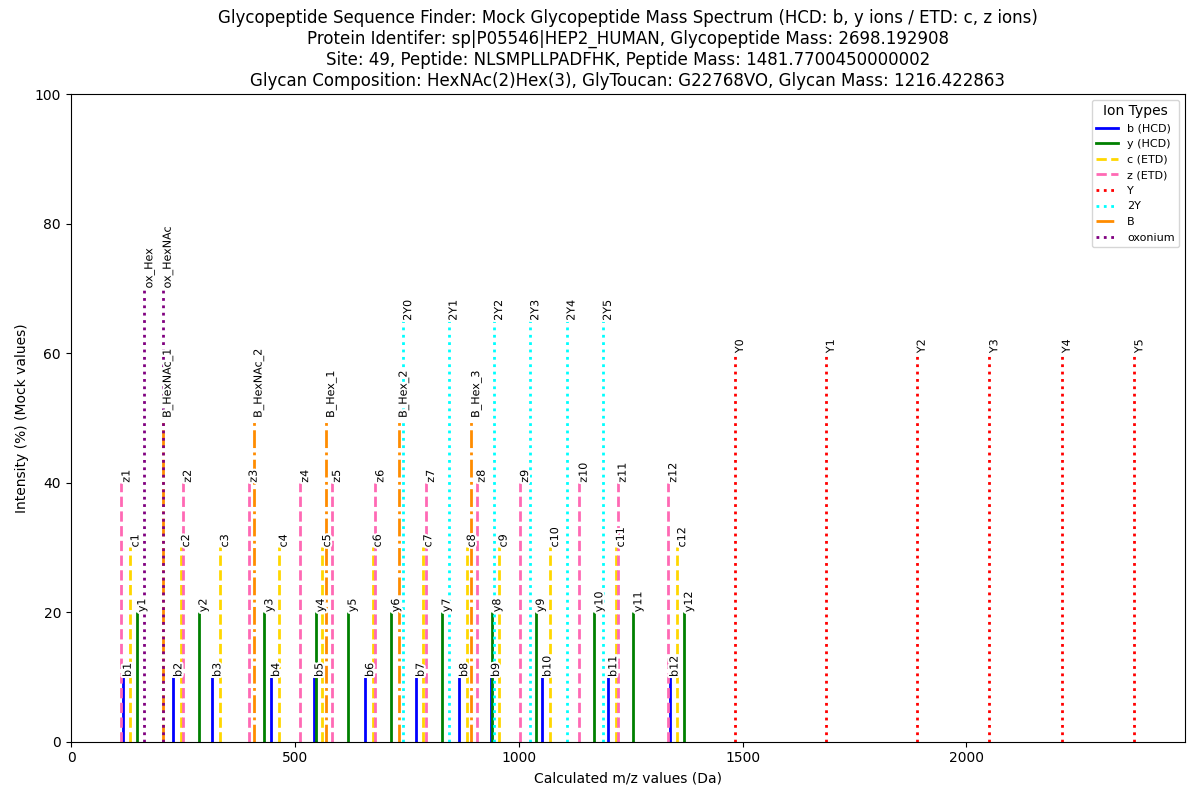 Glycopeptide Sequence Finder: Mock Glycopeptide Mass Spectrum (HCD: b, y ions / ETD: c, z ions)
Protein Identifer: sp|P05546|HEP2_HUMAN, Glycopeptide Mass: 2698.192908
Site: 49, Peptide: NLSMPLLPADFHK, Peptide Mass: 1481.7700450000002
Glycan Composition: HexNAc(2)Hex(3), GlyToucan: G22768VO, Glycan Mass: 1216.422863
Intensity (%) (Mock values)
100
80
60
40
20
0
Ion Types
b (HCD)
y (HCD)
c (ETD)
z (ETD)
Y
2Y
B
oxonium
ox_Hex
ox_HexNAc
2Y0
2Y1
2Y2
2Y3
2Y4
2Y5
Y0
Y1
Y2
Y3
Y4
Y5
B_HexNAc_1
B_HexNAc_2
B_Hex_1
B_Hex_2
B_Hex_3
z1
z2
z3
z4
z5
z6
z7
z8
z9
z10
z11
z12
c1
c2
c3
c4
c5
c6
c7
c8
c9
c10
c11
c12
y1
y2
y3
y4
y5
y6
y7
y8
y9
y10
y11
y12
b1
b2
b3
b4
b5
b6
b7
b8
b9
b10
b11
b12
0
500
1000
1500
2000
Calculated m/z values (Da)